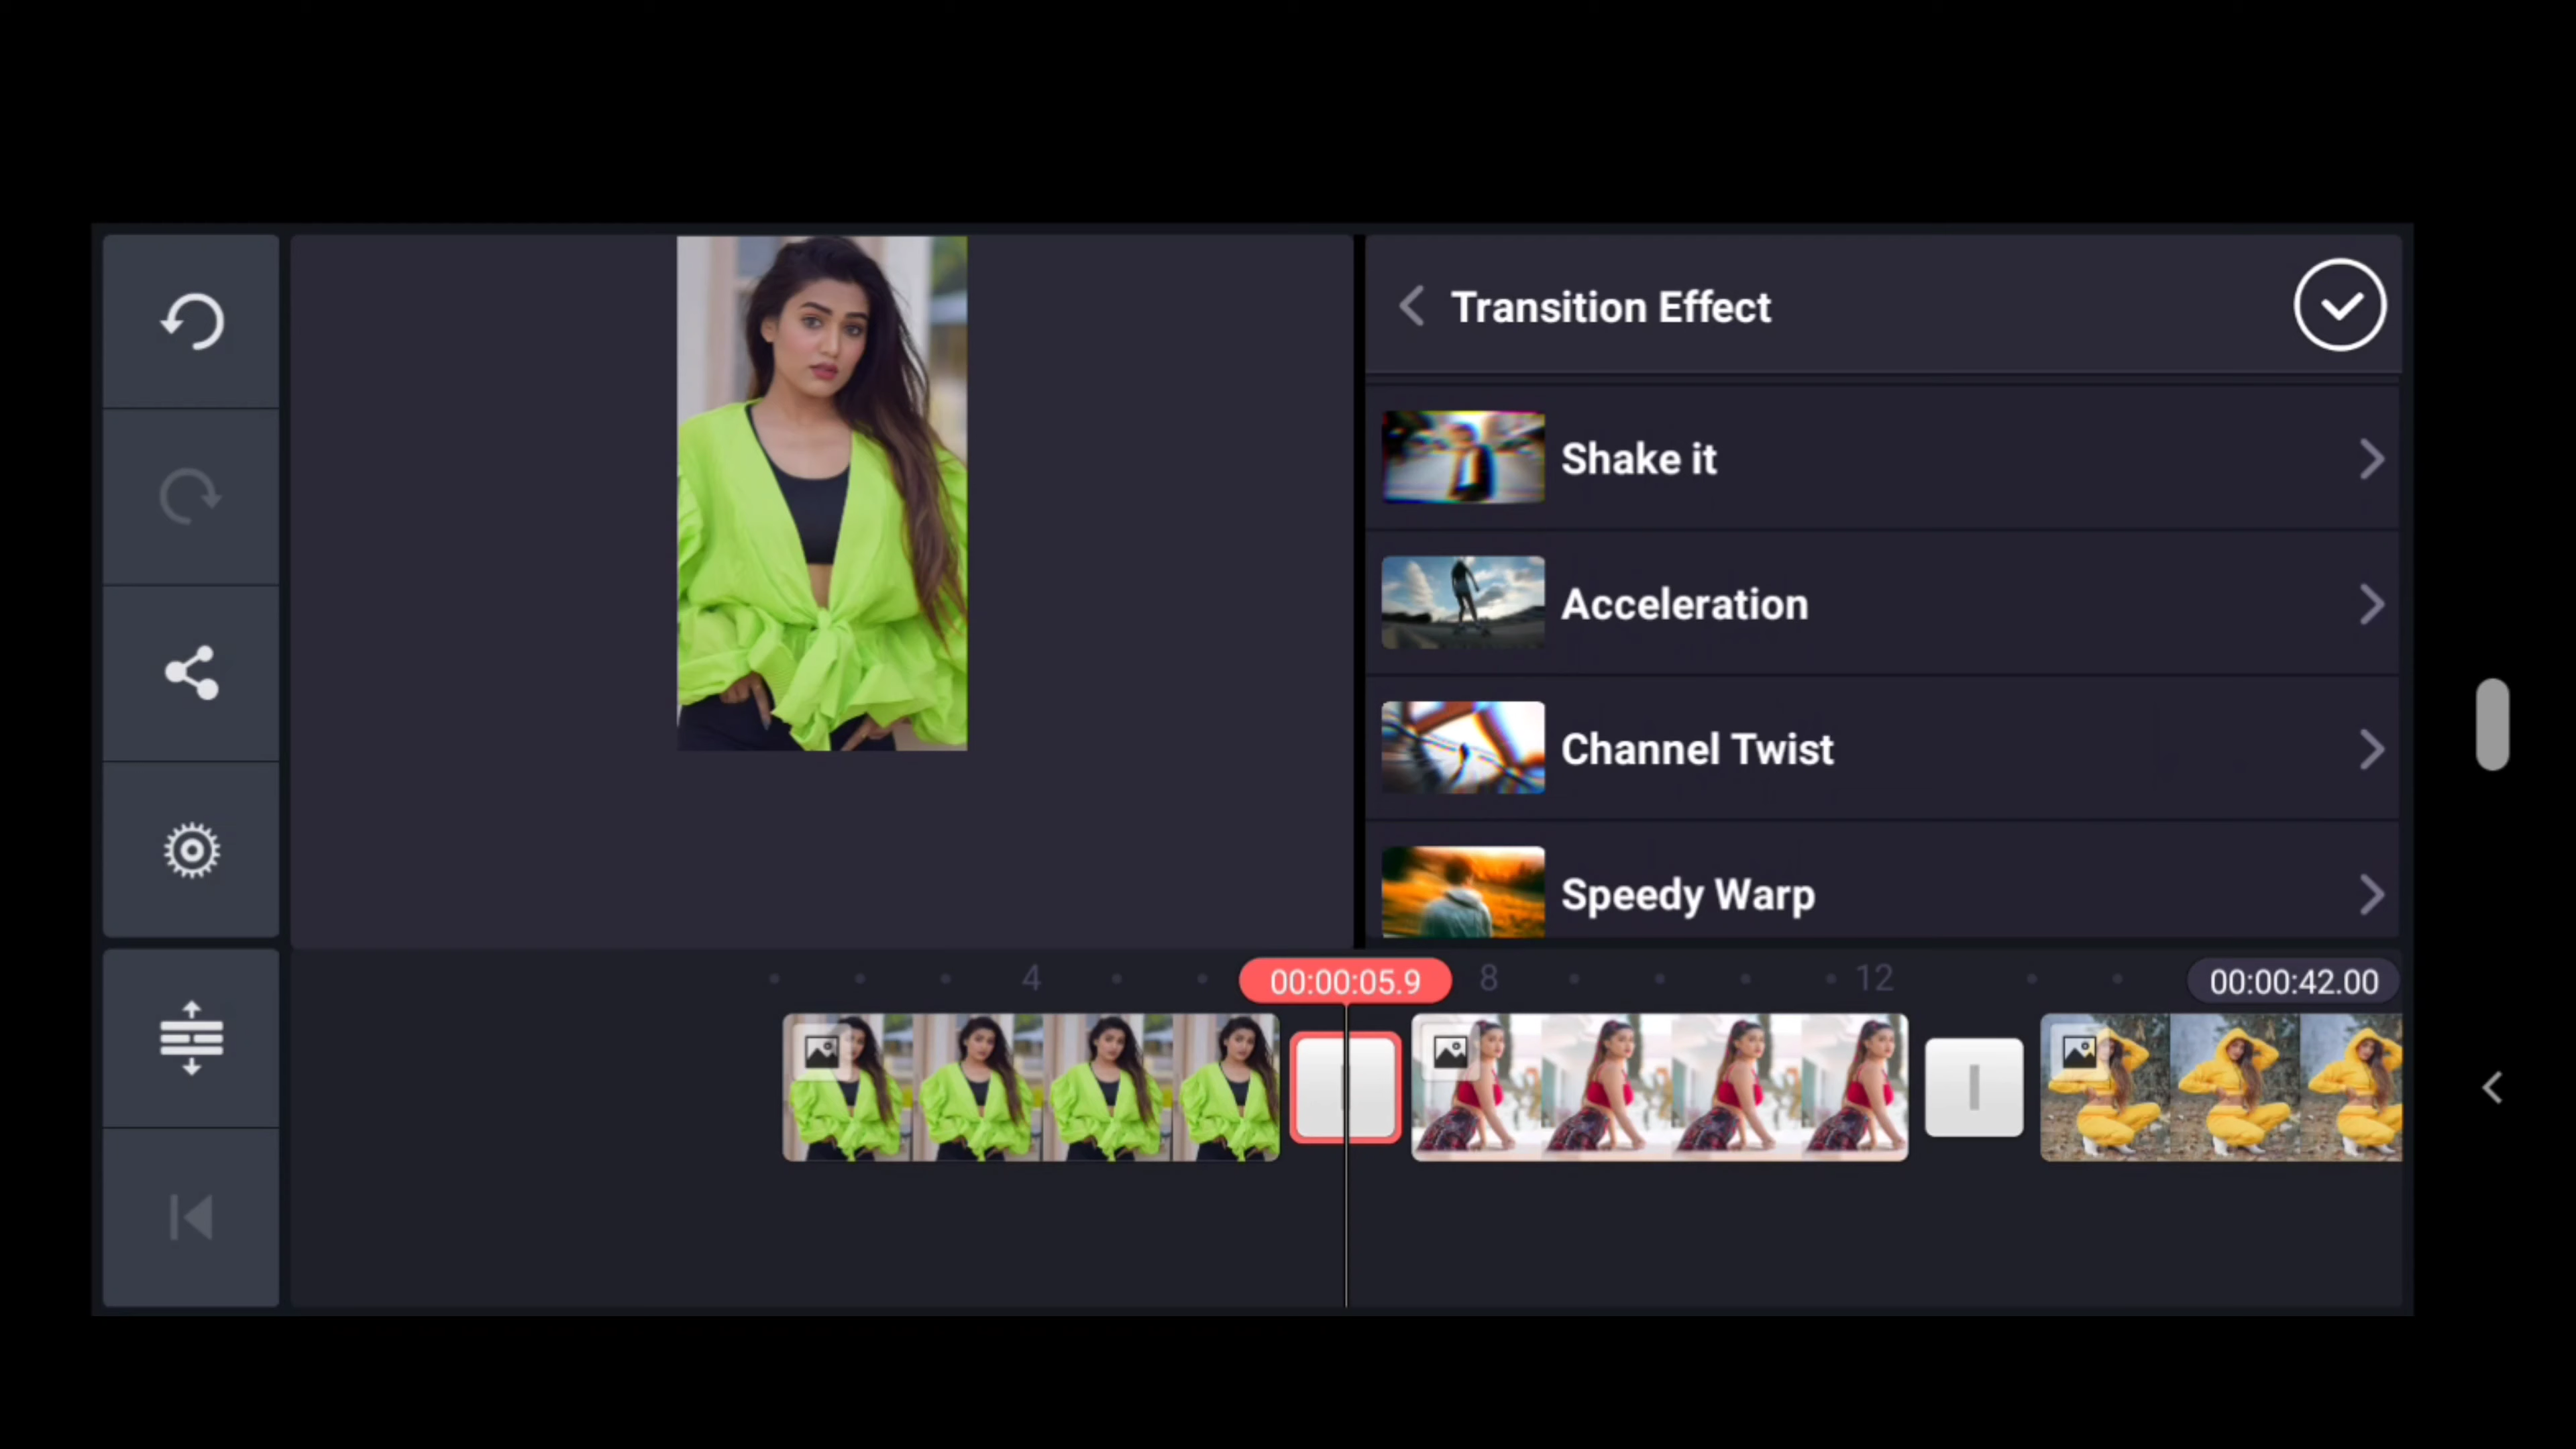 Transition Effect
Shake it
Acceleration
Channel Twist
Speedy Warp
4
00:00:05.9
8
12
00:00:42.00